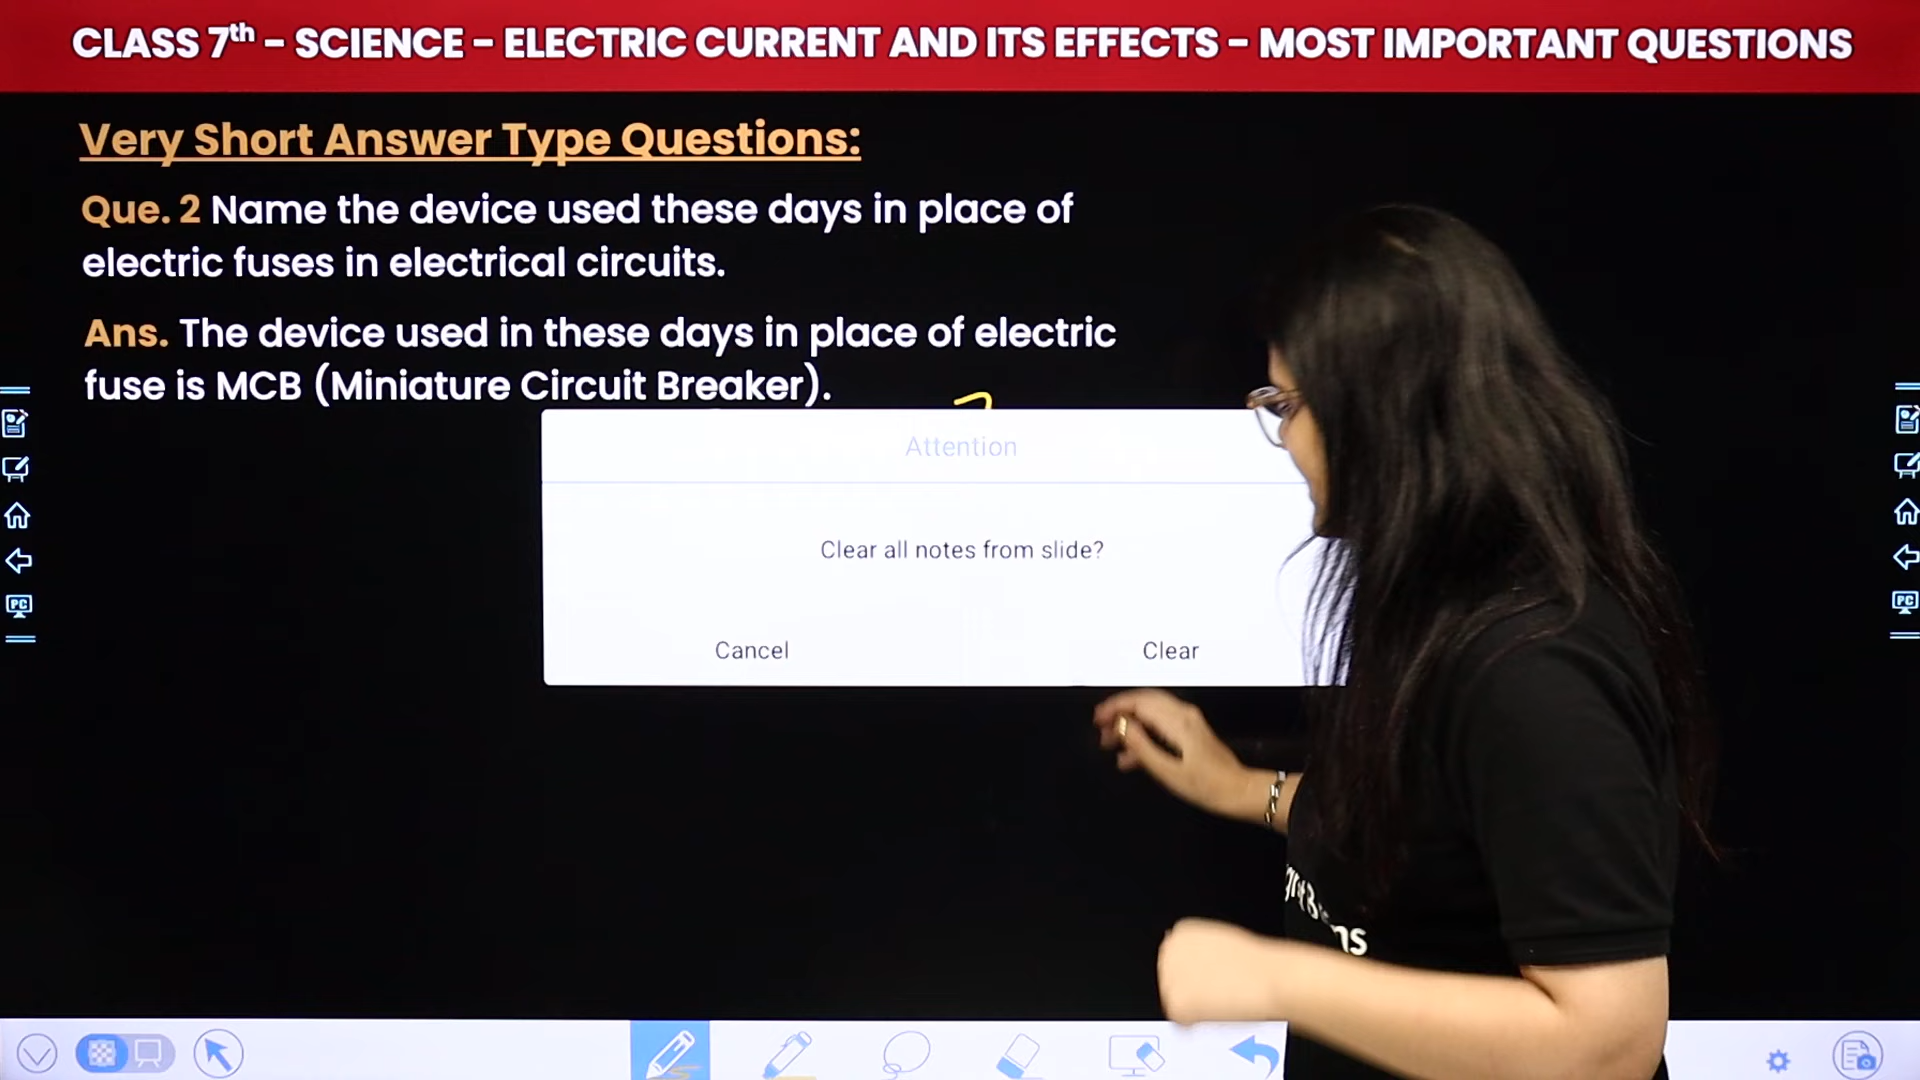 CLASS 7th - SCIENCE - ELECTRIC CURRENT AND ITS EFFECTS - MOST IMPORTANT QUESTIONS
Very Short Answer Type Questions:
Que. 2 Name the device used these days in place of
electric fuses in electrical circuits.
Ans. The device used in these days in place of electric
fuse is MCB (Miniature Circuit Breaker).
Attention
Clear all notes from slide?
Cancel
Clear
PC
PC